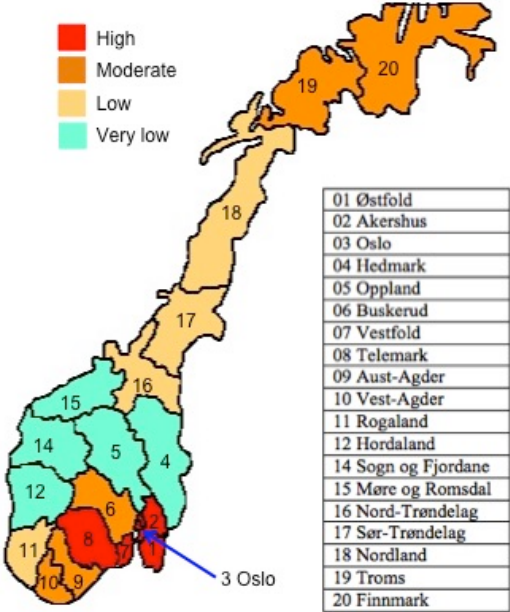 High
Moderate
Low
Very low
20
19
18
17
16
15
14
5
4
12
6
2
8
7
1
11
10
9
3 Oslo
01 Østfold
02 Akershus
03 Oslo
04 Hedmark
05 Oppland
06 Buskerud
07 Vestfold
08 Telemark
09 Aust-Agder
10 Vest-Agder
11 Rogaland
12 Hordaland
14 Sogn og Fjordane
15 Møre og Romsdal
16 Nord-Trøndelag
17 Sør-Trøndelag
18 Nordland
19 Troms
20 Finnmark